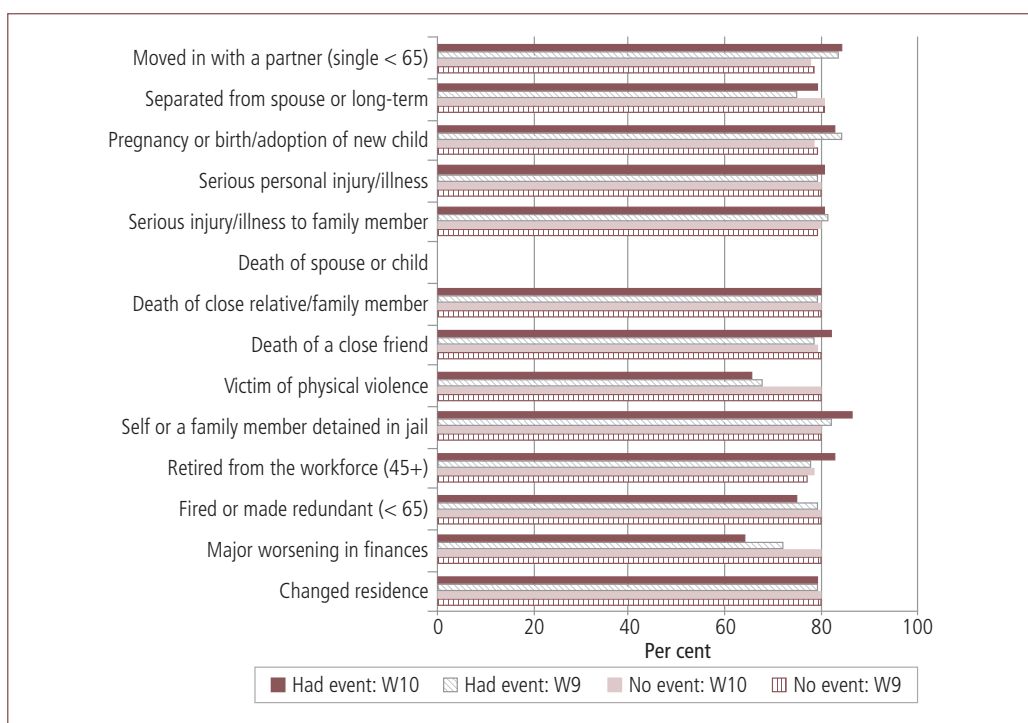 Moved in with a partner (single < 65)
Separated from spouse or long-term
Pregnancy or birth/adoption of new child
Serious personal injury/illness
Serious injury/illness to family member
Death of spouse or child
Death of close relative/family member
Death of a close friend
Victim of physical violence
Self or a family member detained in jail
Retired from the workforce (45+)
Fired or made redundant (< 65)
Major worsening in finances
Changed residence
0 20 40 60 80 100
Per cent
Had event: W10 Had event: W9 No event: W10 No event: W9